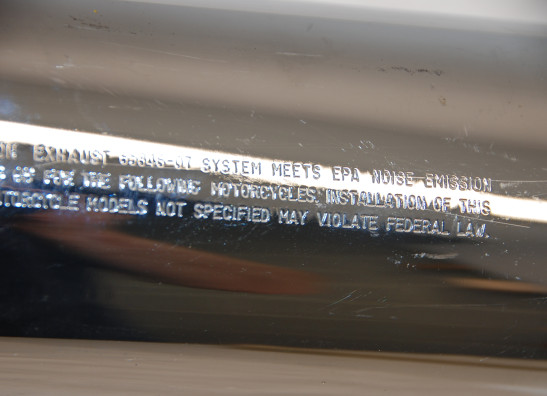 EXHAUST SYSTEM MEETS EPA NOISE EMISSION
FOR THE FOLLOWING MOTORCYCLES. INSTALLATION OF THIS
MODELS NOT SPECIFIED MAY VIOLATE FEDERAL LAW.